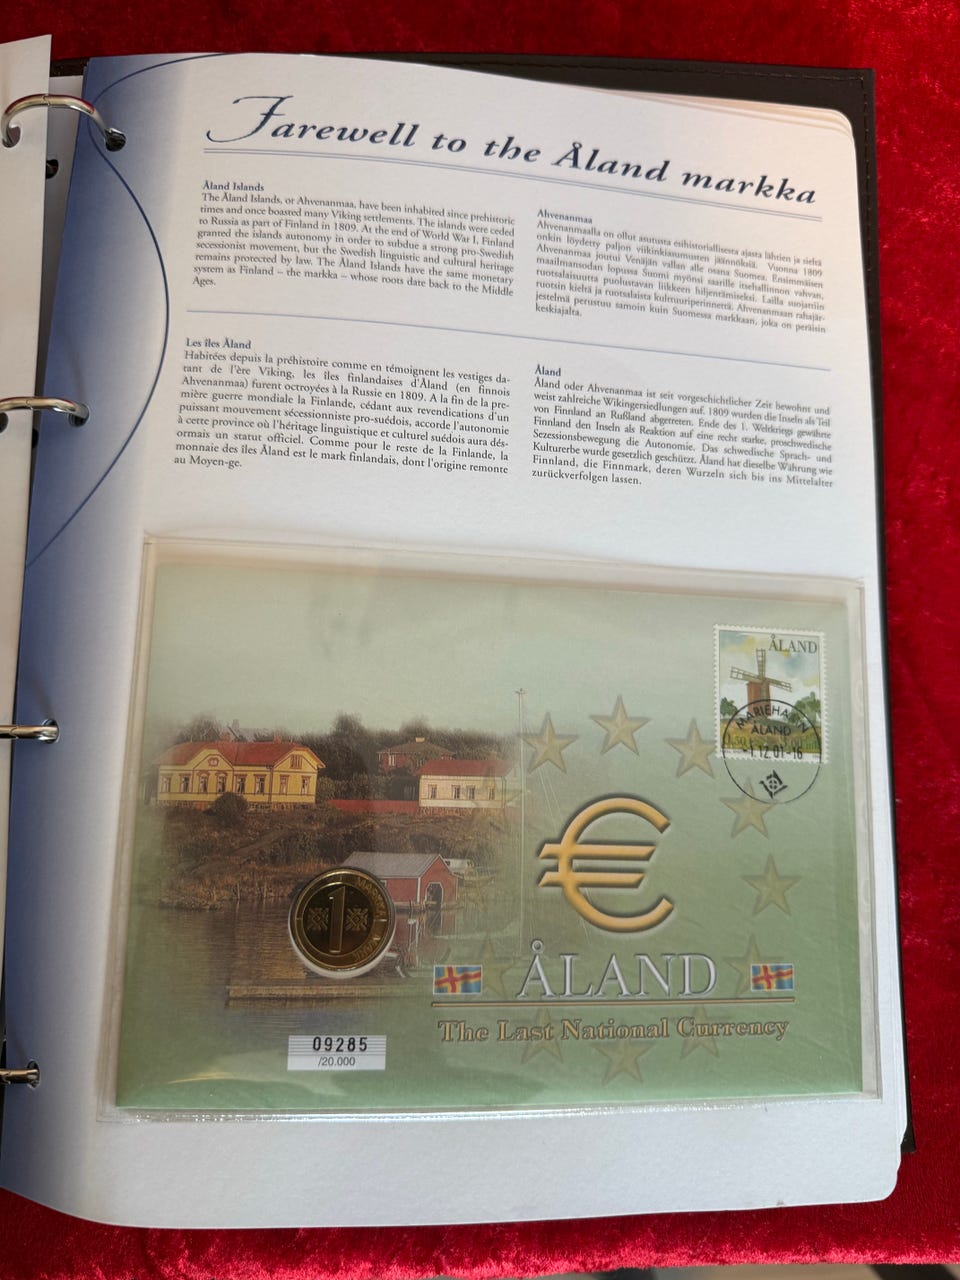 Farewell to the Åland markka
Åland Islands
The Åland Islands, or Ahvenanmaa, have been inhabited since prehistoric
times and once boasted many Viking settlements. The islands were ceded
to Russia as part of Finland in 1809. At the end of World War I, Finland
granted the islands autonomy in order to subdue a strong pro-Swedish
secessionist movement, but the Swedish linguistic and cultural heritage
remains protected by law. The Åland Islands have the same monetary
system as Finland – the markka – whose roots date back to the Middle
Ages.
Ahvenanmaa
Ahvenanmaalla on ollut asutusta esihistoriallisesta ajasta lähtien ja sieltä
onkin löydetty paljon viikinkiasumusten jäännöksiä. Vuonna 1809
Ahvenanmaa joutui Venäjän vallan alle osana Suomea. Ensimmäisen
maailmansodan lopussa Suomi myönsi saarille itsehallinnon vahvan,
ruotsalaisuutta puolustavan liikkeen hiljentämiseksi. Lailla suojattiin
ruotsin kieltä ja ruotsalaista kulttuuriperinnettä. Ahvenanmaan rahajär-
jestelmä perustuu samoin kuin Suomessa markkaan, joka on peräisin
keskiajalta.
Les îles Åland
Habitées depuis la préhistoire comme en témoignent les vestiges da-
tant de l'ère Viking, les îles finlandaises d'Åland (en finnois
Ahvenanmaa) furent octroyées à la Russie en 1809. A la fin de la pre-
mière guerre mondiale la Finlande, cédant aux revendications d'un
puissant mouvement sécessionniste pro-suédois, accorde l'autonomie
à cette province où l'héritage linguistique et culturel suédois aura dés-
ormais un statut officiel. Comme pour le reste de la Finlande, la
monnaie des îles Åland est le mark finlandais, dont l'origine remonte
au Moyen-ge.
Åland
Åland oder Ahvenanmaa ist seit vorgeschichtlicher Zeit bewohnt und
weist zahlreiche Wikingersiedlungen auf. 1809 wurden die Inseln als Teil
von Finnland an Rußland abgetreten. Ende des 1. Weltkriegs gewährte
Finnland den Inseln als Reaktion auf eine recht starke, proschwedische
Sezessionsbewegung die Autonomie. Das schwedische Sprach- und
Kulturerbe wurde gesetzlich geschützt. Åland hat dieselbe Währung wie
Finnland, die Finnmark, deren Wurzeln sich bis ins Mittelalter
zurückverfolgen lassen.
ÅLAND
MARIEHAMN
ÅLAND
-1.12.01-16
1 MARKKA MARK
€
ÅLAND
The Last National Currency
09285
/20.000